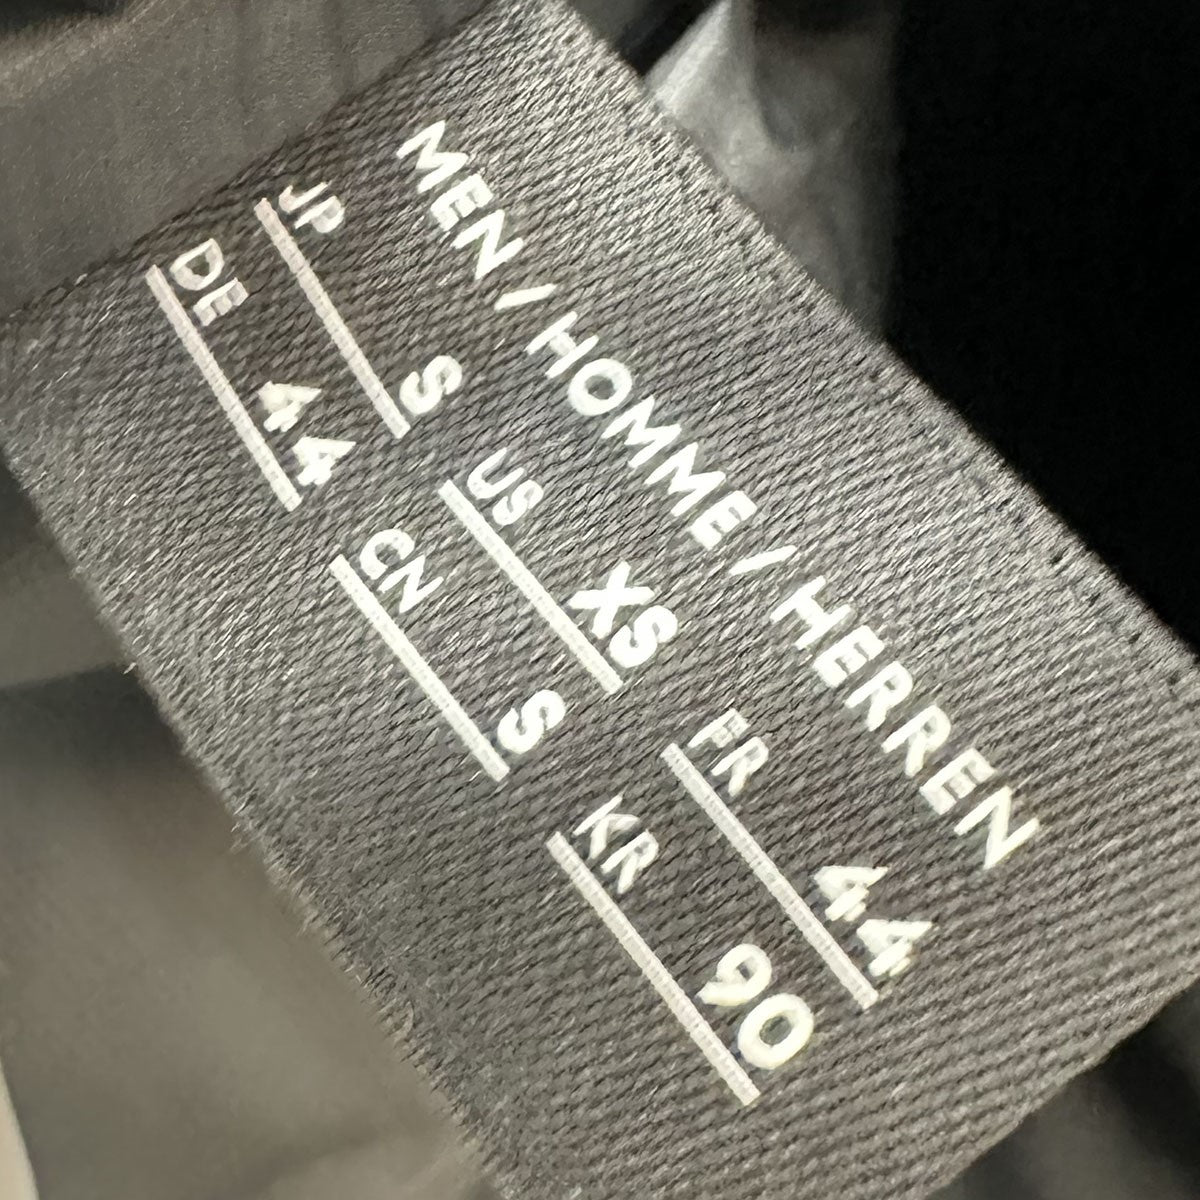 MEN / HOMME / HERREN
JP S US XS FR 44
DE 44 CN S KR 90